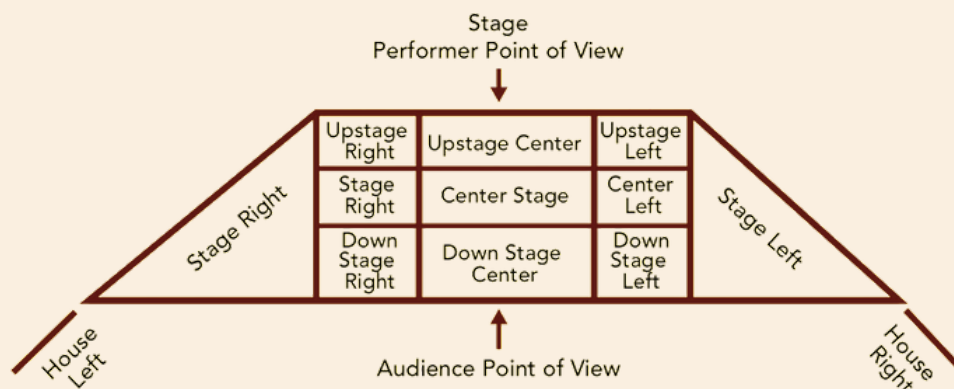 Stage
Performer Point of View
Upstage
Right
Upstage Center
Upstage
Left
Stage
Right
Center Stage
Center
Left
Down
Stage
Right
Down Stage
Center
Down
Stage
Left
Stage Right
Stage Left
House
Left
Audience Point of View
House
Right